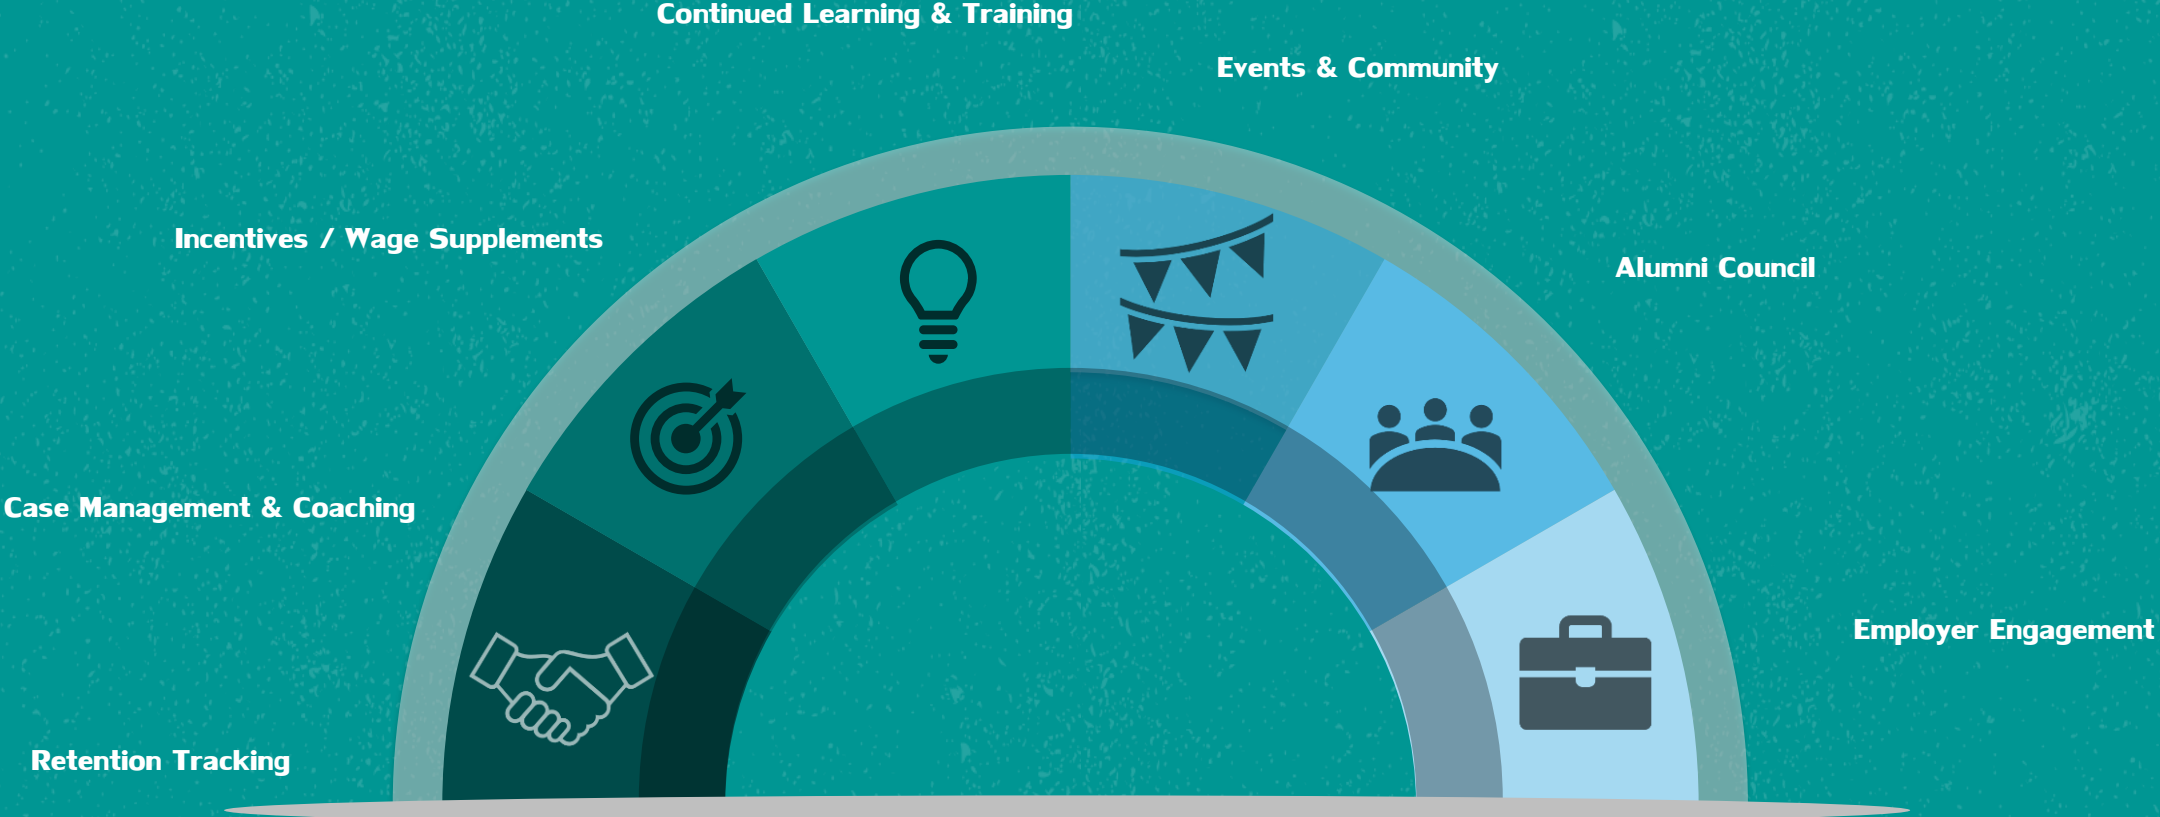 Continued Learning & Training
Events & Community
Incentives / Wage Supplements
Alumni Council
Case Management & Coaching
Employer Engagement
Retention Tracking